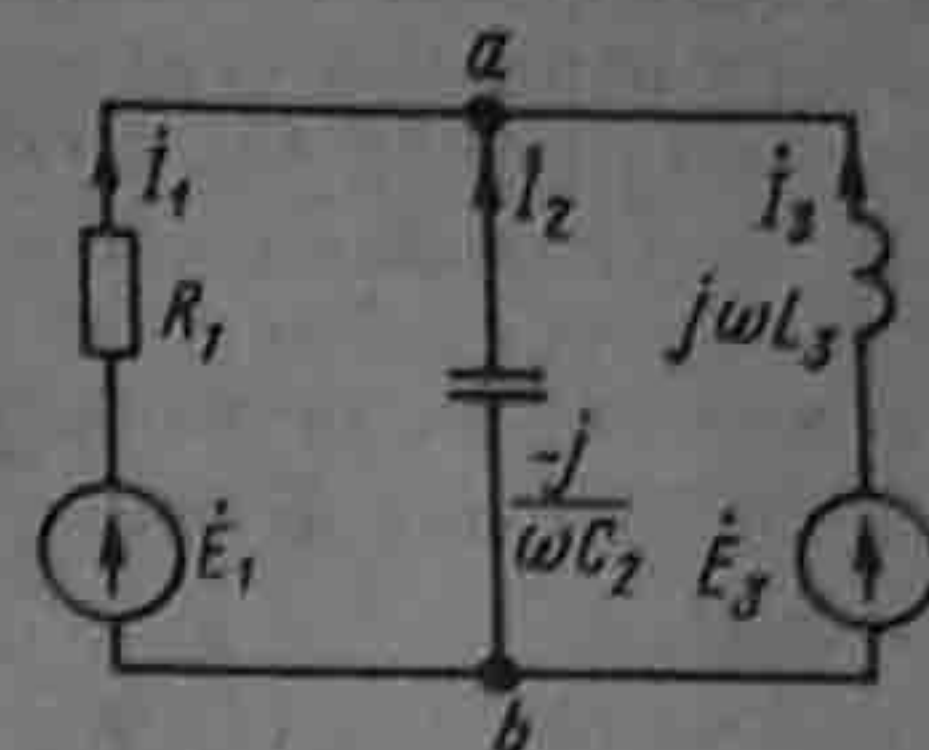 a
İ₁
I₂
İ₃
R₁
jωL₃
-j
ωC₂
Ė₁
Ė₃
b